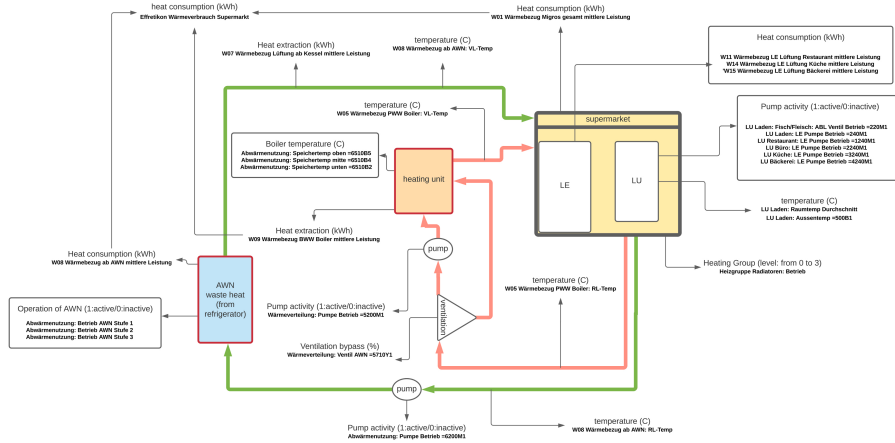 heat consumption (kWh)
Effretikon Wärmeverbrauch Supermarkt
heat consumption (kWh)
W01 Wärmebezug Migros gesamt mittlere Leistung
Heat extraction (kWh)
W07 Wärmebezug Lüftung ab Kessel mittlere Leistung
temperature (C)
W08 Wärmebezug ab AWN: VL-Temp
Heat consumption (kWh)
W11 Wärmebezug LE Lüftung Restaurant mittlere Leistung
W14 Wärmebezug LE Lüftung Küche mittlere Leistung
'W15 Wärmebezug LE Lüftung Bäckerei mittlere Leistung
temperature (C)
W05 Wärmebezug PWW Boiler: VL-Temp
Pump activity (1:active/0:inactive)
LU Laden: Fisch/Fleisch: ABL Ventil Betrieb =220M1
LU Laden: LE Pumpe Betrieb =240M1
LU Restaurant: LE Pumpe Betrieb =1240M1
LU Büro: LE Pumpe Betrieb =2240M1
LU Küche: LE Pumpe Betrieb =3240M1
LU Bäckerei: LE Pumpe Betrieb =4240M1
supermarket
LE
LU
Boiler temperature (C)
Abwärmenutzung: Speichertemp oben =6510B5
Abwärmenutzung: Speichertemp mitte =6510B4
Abwärmenutzung: Speichertemp unten =6510B2
heating unit
temperature (C)
LU Laden: Raumtemp Durchschnitt
LU Laden: Aussentemp =500B1
Heat extraction (kWh)
W09 Wärmebezug BWW Boiler mittlere Leistung
pump
Heat consumption (kWh)
W08 Wärmebezug ab AWN mittlere Leistung
Heating Group (level: from 0 to 3)
Heizgruppe Radiatoren: Betrieb
AWN
waste heat
(from
refrigerator)
temperature (C)
W05 Wärmebezug PWW Boiler: RL-Temp
Operation of AWN (1:active/0:inactive)
Abwärmenutzung: Betrieb AWN Stufe 1
Abwärmenutzung: Betrieb AWN Stufe 2
Abwärmenutzung: Betrieb AWN Stufe 3
Pump activity (1:active/0:inactive)
Wärmeverteilung: Pumpe Betrieb =5200M1
ventilation
Ventilation bypass (%)
Wärmeverteilung: Ventil AWN =5710Y1
pump
Pump activity (1:active/0:inactive)
Abwärmenutzung: Pumpe Betrieb =6200M1
temperature (C)
W08 Wärmebezug ab AWN: RL-Temp